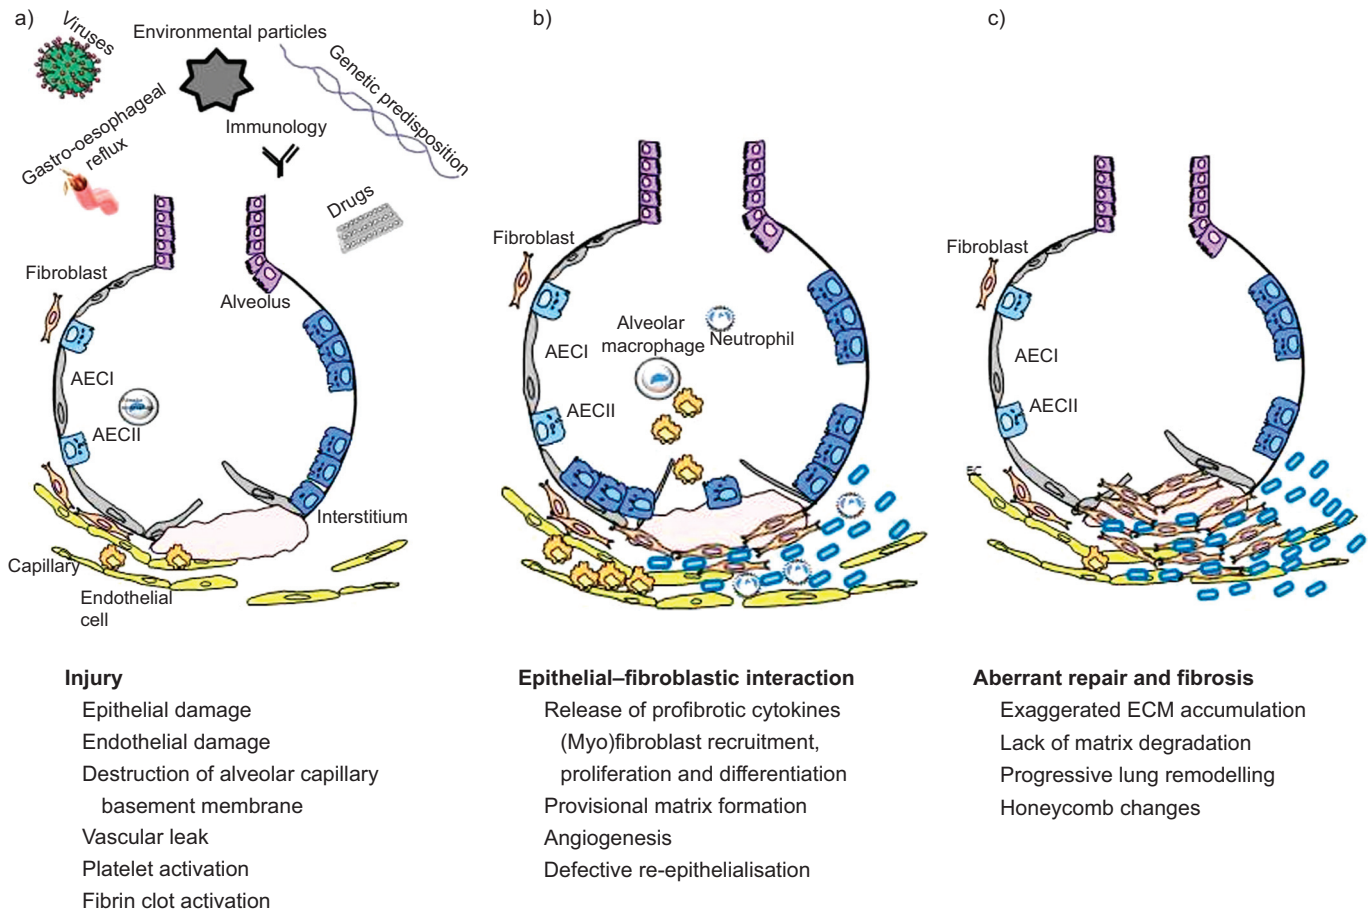 a)
Viruses
Environmental particles
Genetic predisposition
Gastro-oesophageal
reflux
Immunology
Drugs
Fibroblast
Alveolus
AECI
AECII
Interstitium
Capillary
Endothelial
cell
Injury
Epithelial damage
Endothelial damage
Destruction of alveolar capillary
basement membrane
Vascular leak
Platelet activation
Fibrin clot activation
b)
Fibroblast
Alveolar
macrophage
Neutrophil
AECI
AECII
Epithelial–fibroblastic interaction
Release of profibrotic cytokines
(Myo)fibroblast recruitment,
proliferation and differentiation
Provisional matrix formation
Angiogenesis
Defective re-epithelialisation
c)
Fibroblast
AECI
AECII
EC
Aberrant repair and fibrosis
Exaggerated ECM accumulation
Lack of matrix degradation
Progressive lung remodelling
Honeycomb changes